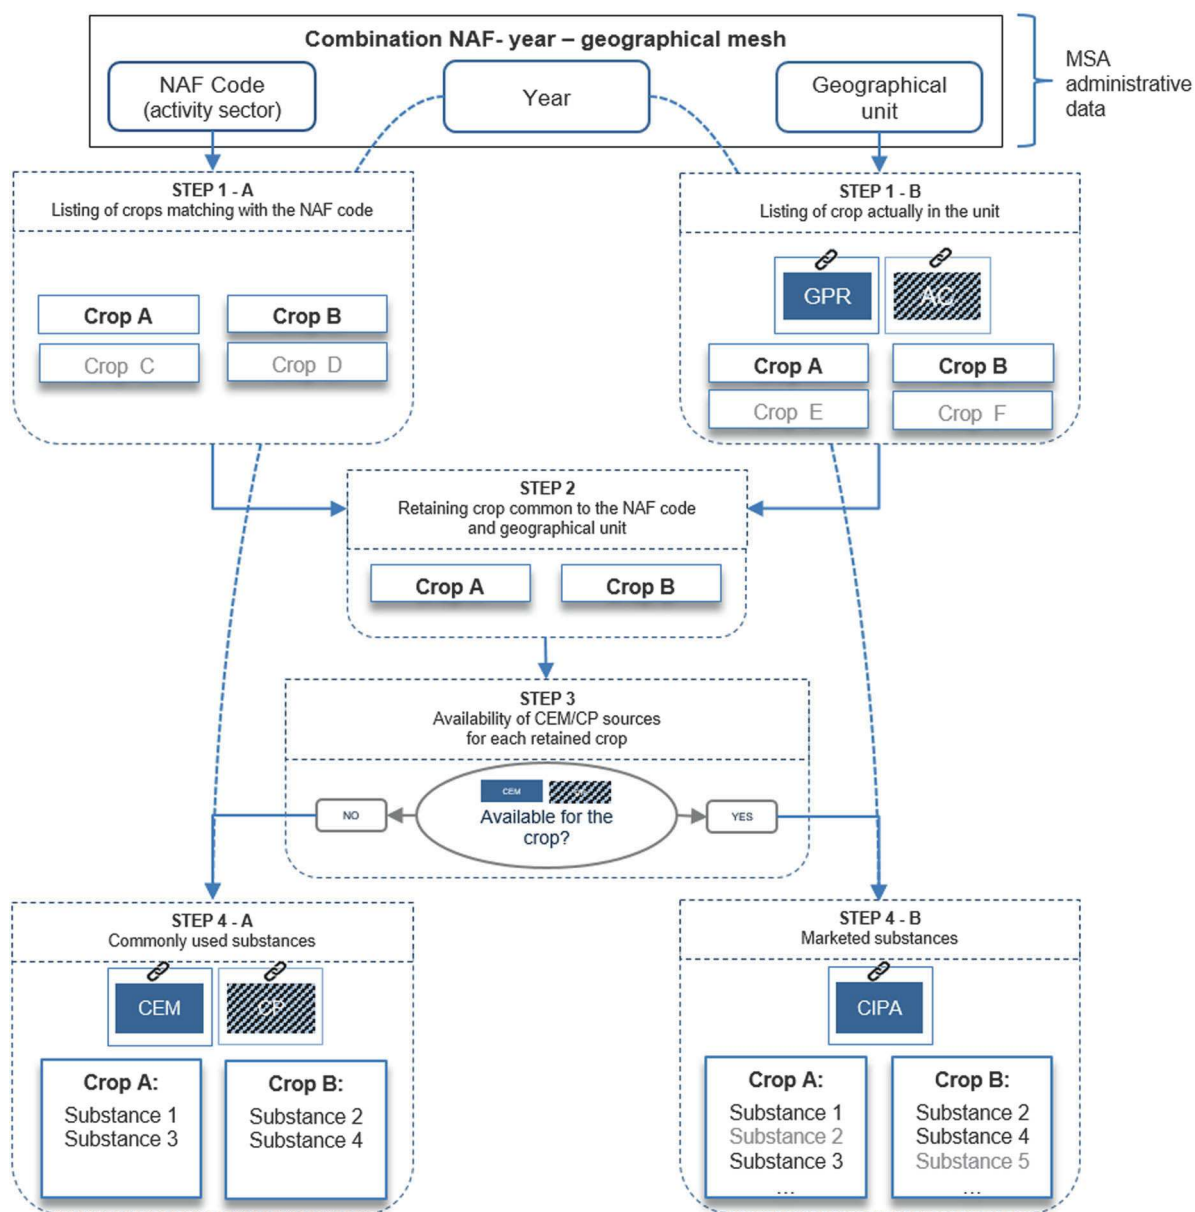 Combination NAF- year – geographical mesh
NAF Code
(activity sector)
Year
Geographical
unit
MSA
administrative
data
STEP 1 - A
Listing of crops matching with the NAF code
Crop A
Crop B
Crop C
Crop D
STEP 1 - B
Listing of crop actually in the unit
GPR
AC
Crop A
Crop B
Crop E
Crop F
STEP 2
Retaining crop common to the NAF code
and geographical unit
Crop A
Crop B
STEP 3
Availability of CEM/CP sources
for each retained crop
CEM
Available for the
crop?
NO
YES
STEP 4 - A
Commonly used substances
CEM
CP
Crop A:
Substance 1
Substance 3
Crop B:
Substance 2
Substance 4
STEP 4 - B
Marketed substances
CIPA
Crop A:
Substance 1
Substance 2
Substance 3
...
Crop B:
Substance 2
Substance 4
Substance 5
...